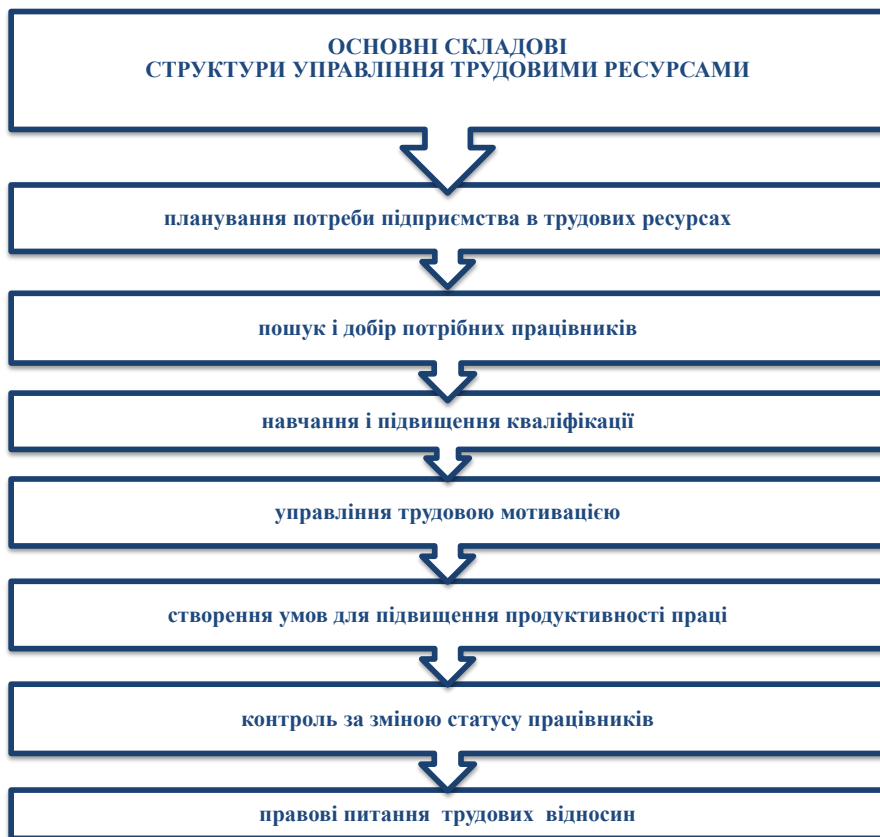 ОСНОВНІ СКЛАДОВІ
СТРУКТУРИ УПРАВЛІННЯ ТРУДОВИМИ РЕСУРСАМИ
планування потреби підприємства в трудових ресурсах
пошук і добір потрібних працівників
навчання і підвищення кваліфікації
управління трудовою мотивацією
створення умов для підвищення продуктивності праці
контроль за зміною статусу працівників
правові питання трудових відносин